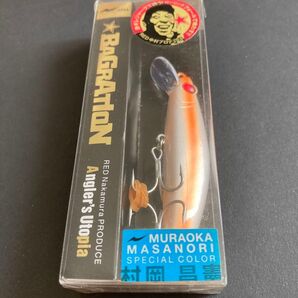 BAGRATION
RED Nakamura PRODUCE
Angler's Utopia
MURAOKA
MASANORI
SPECIAL COLOR
村岡 昌憲